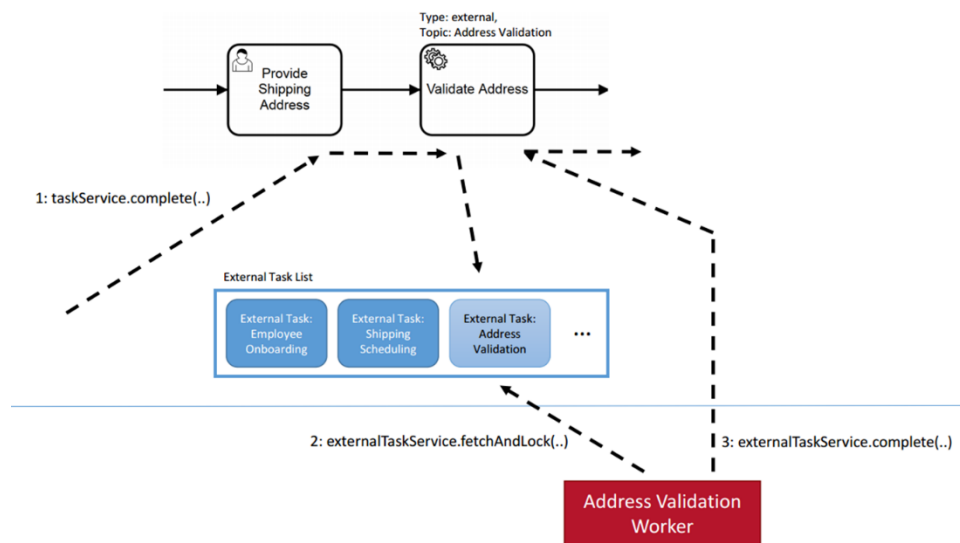 Type: external,
Topic: Address Validation
Provide
Shipping
Address
Validate Address
1: taskService.complete(..)
External Task List
External Task:
Employee
Onboarding
External Task:
Shipping
Scheduling
External Task:
Address
Validation
...
2: externalTaskService.fetchAndLock(..)
3: externalTaskService.complete(..)
Address Validation
Worker